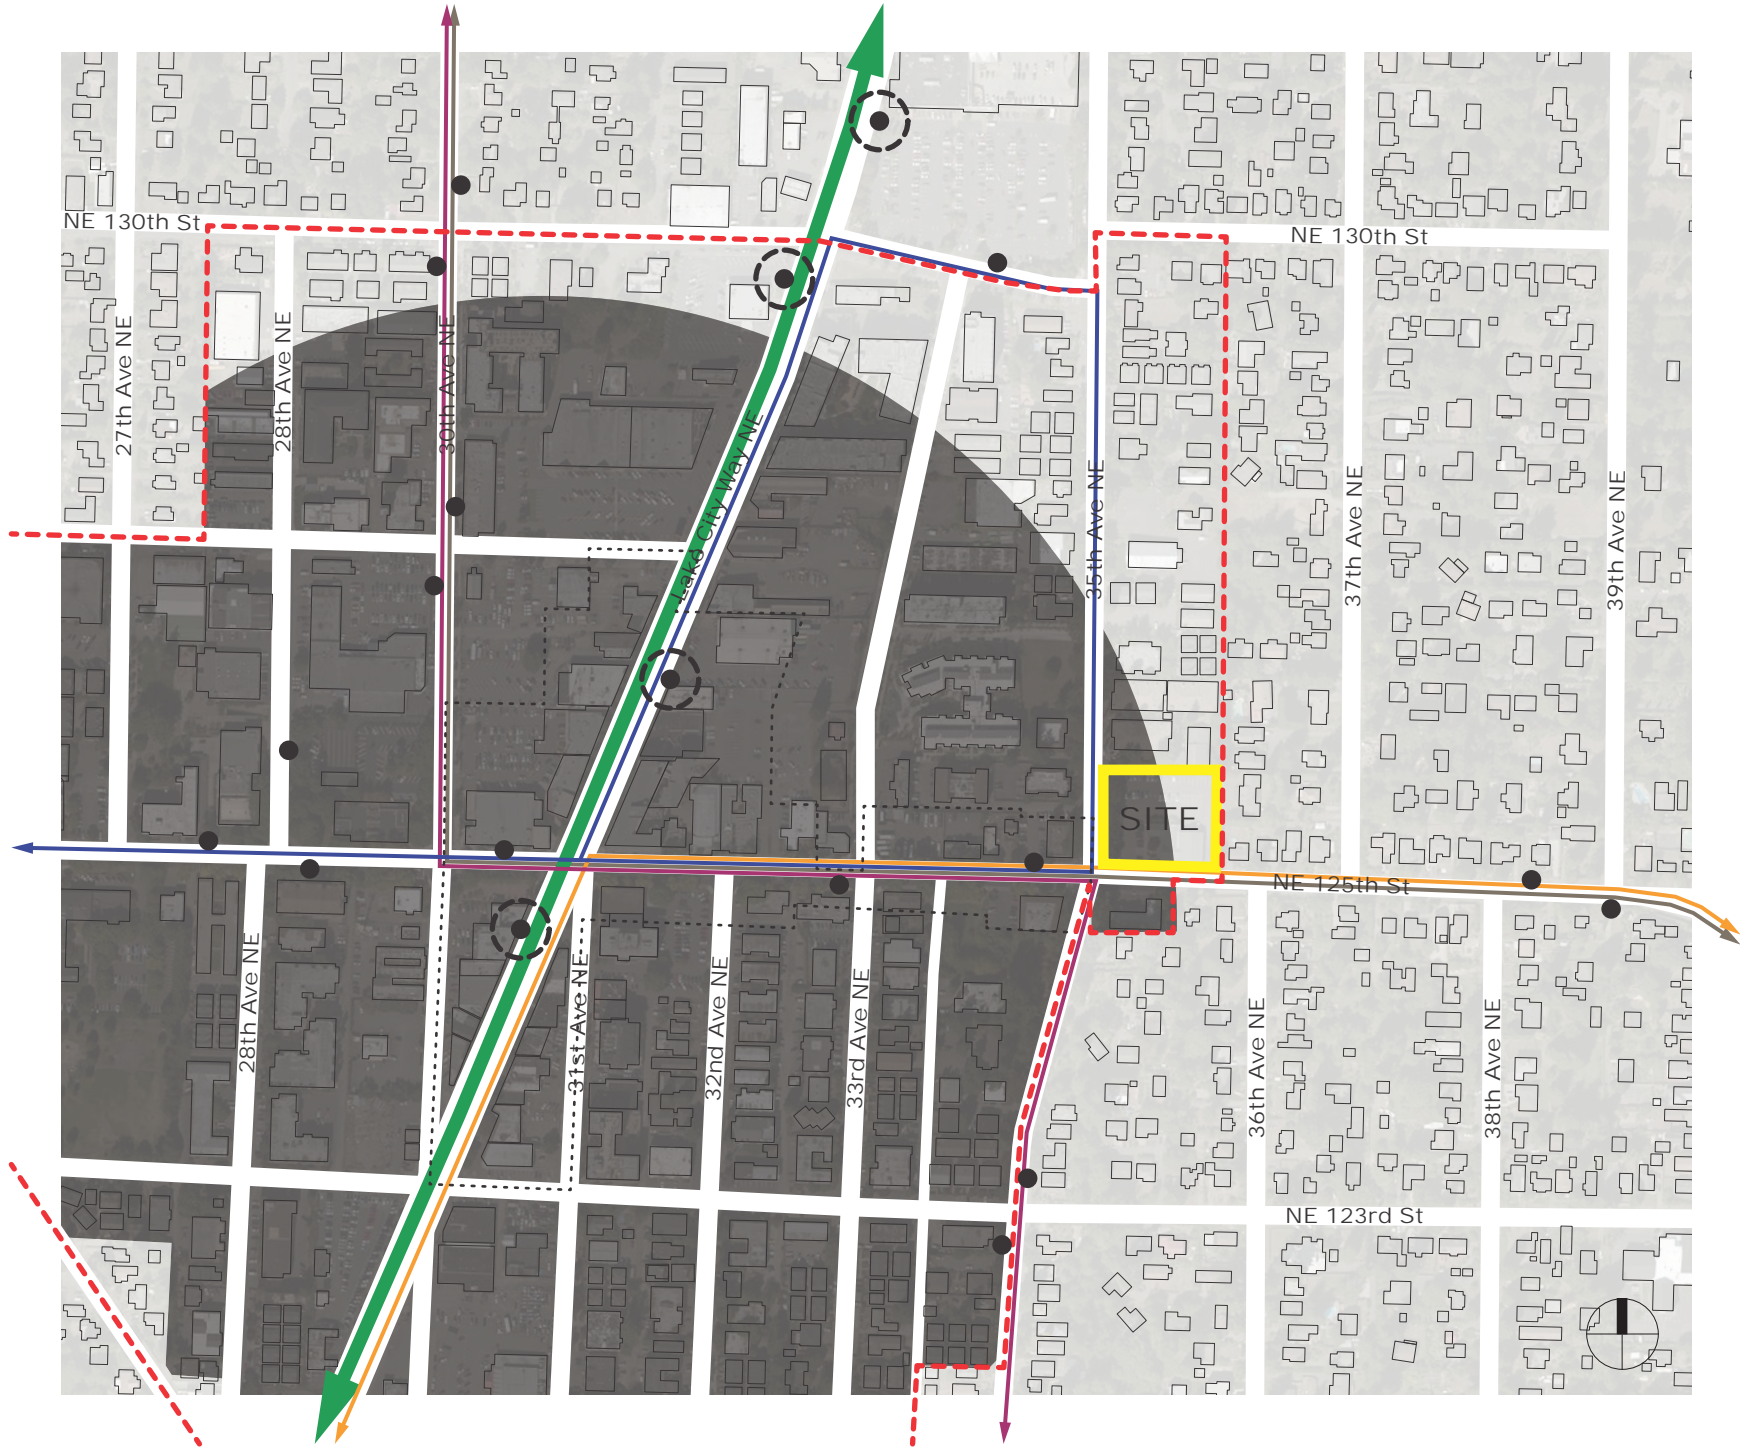 NE 130th St
NE 130th St
27th Ave NE
28th Ave NE
30th Ave NE
Lake City Way NE
35th Ave NE
37th Ave NE
39th Ave NE
SITE
NE 125th St
28th Ave NE
31st Ave NE
32nd Ave NE
33rd Ave NE
36th Ave NE
38th Ave NE
NE 123rd St